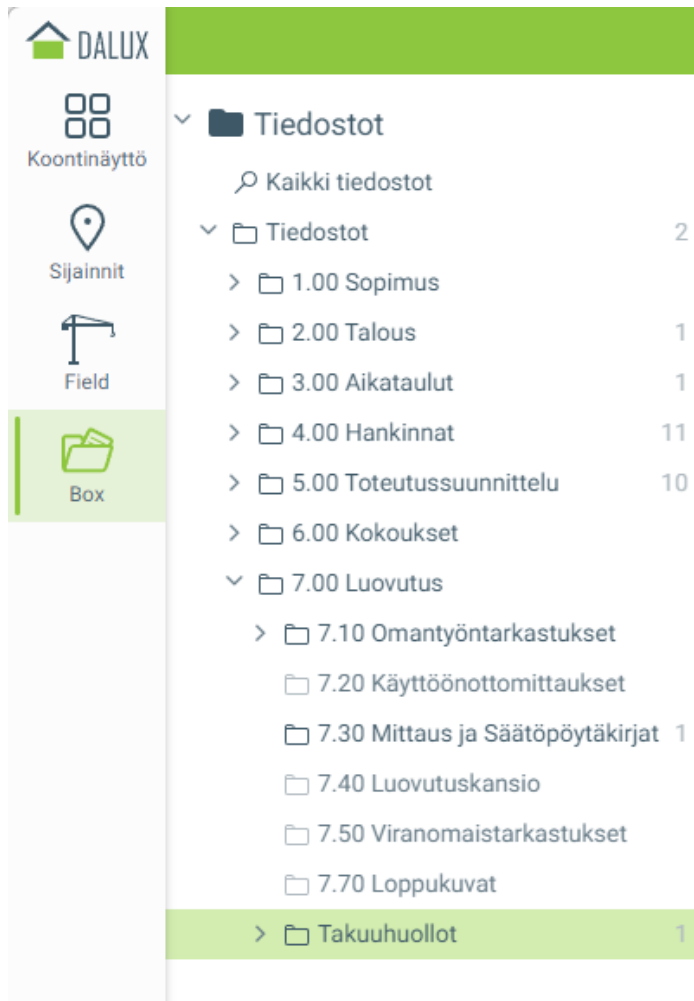 DALUX
Koontinäyttö
Sijainnit
Field
Box
Tiedostot
Kaikki tiedostot
Tiedostot 2
1.00 Sopimus
2.00 Talous 1
3.00 Aikataulut 1
4.00 Hankinnat 11
5.00 Toteutussuunnittelu 10
6.00 Kokoukset
7.00 Luovutus
7.10 Omantyöntarkastukset
7.20 Käyttöönottomittaukset
7.30 Mittaus ja Säätöpöytäkirjat 1
7.40 Luovutuskansio
7.50 Viranomaistarkastukset
7.70 Loppukuvat
Takuuhuollot 1